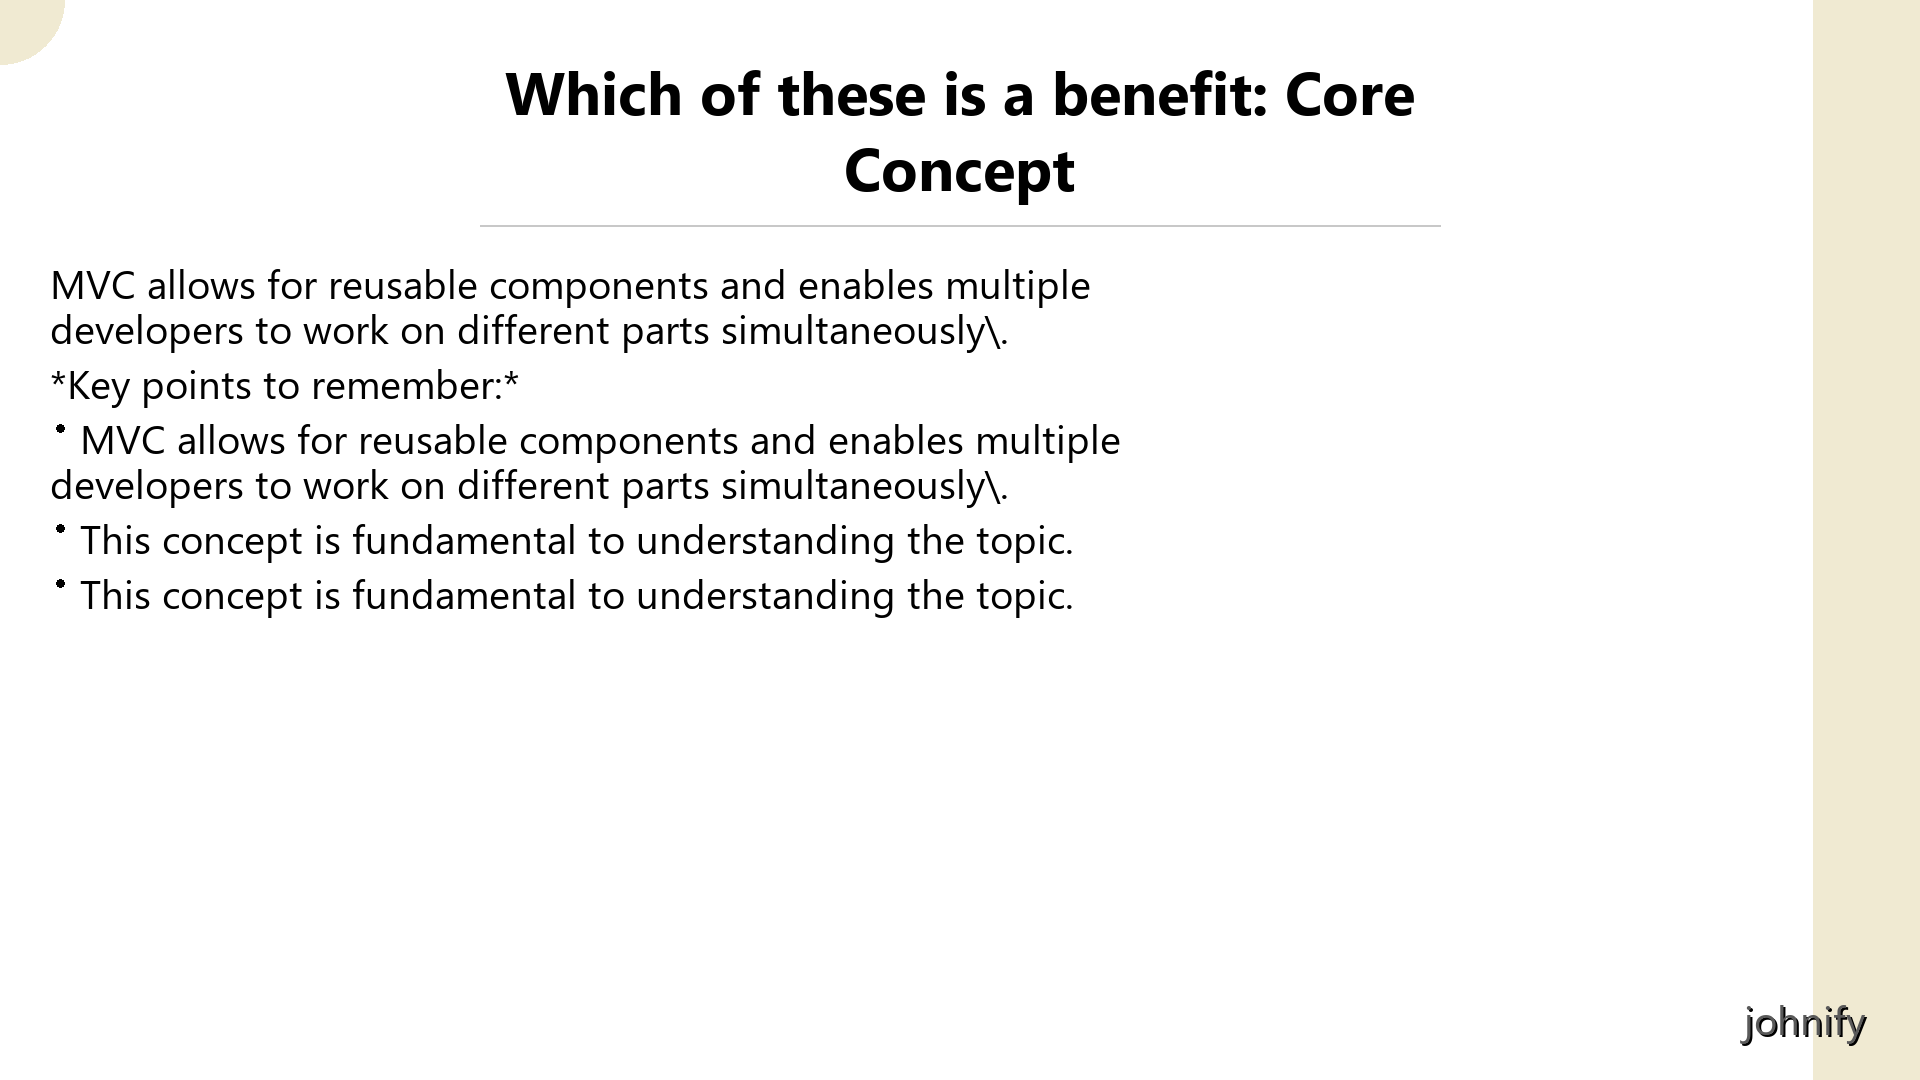 Which of these is a benefit: Core
Concept
MVC allows for reusable components and enables multiple
developers to work on different parts simultaneously\.
*Key points to remember:*
• MVC allows for reusable components and enables multiple
developers to work on different parts simultaneously\.
• This concept is fundamental to understanding the topic.
• This concept is fundamental to understanding the topic.
johnify